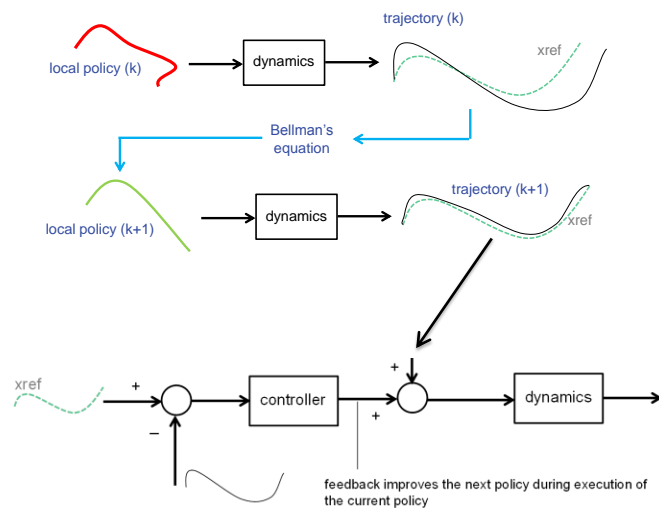 trajectory (k)
xref
local policy (k)
dynamics
Bellman's
equation
trajectory (k+1)
local policy (k+1)
dynamics
xref
xref
+
+
controller
+
dynamics
–
feedback improves the next policy during execution of
the current policy